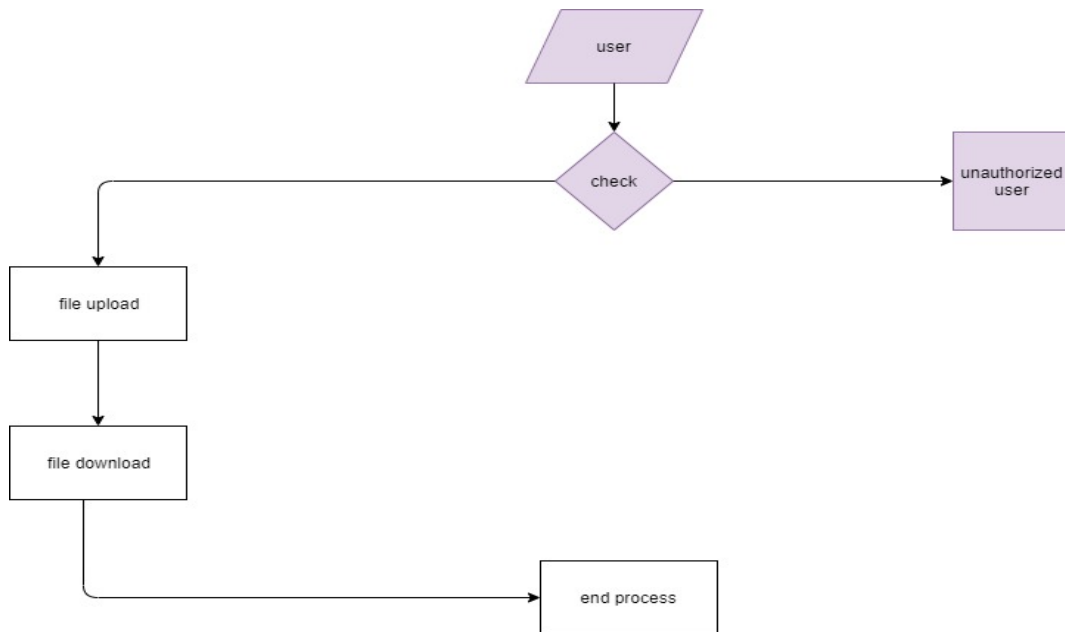 user
check
unauthorized
user
file upload
file download
end process